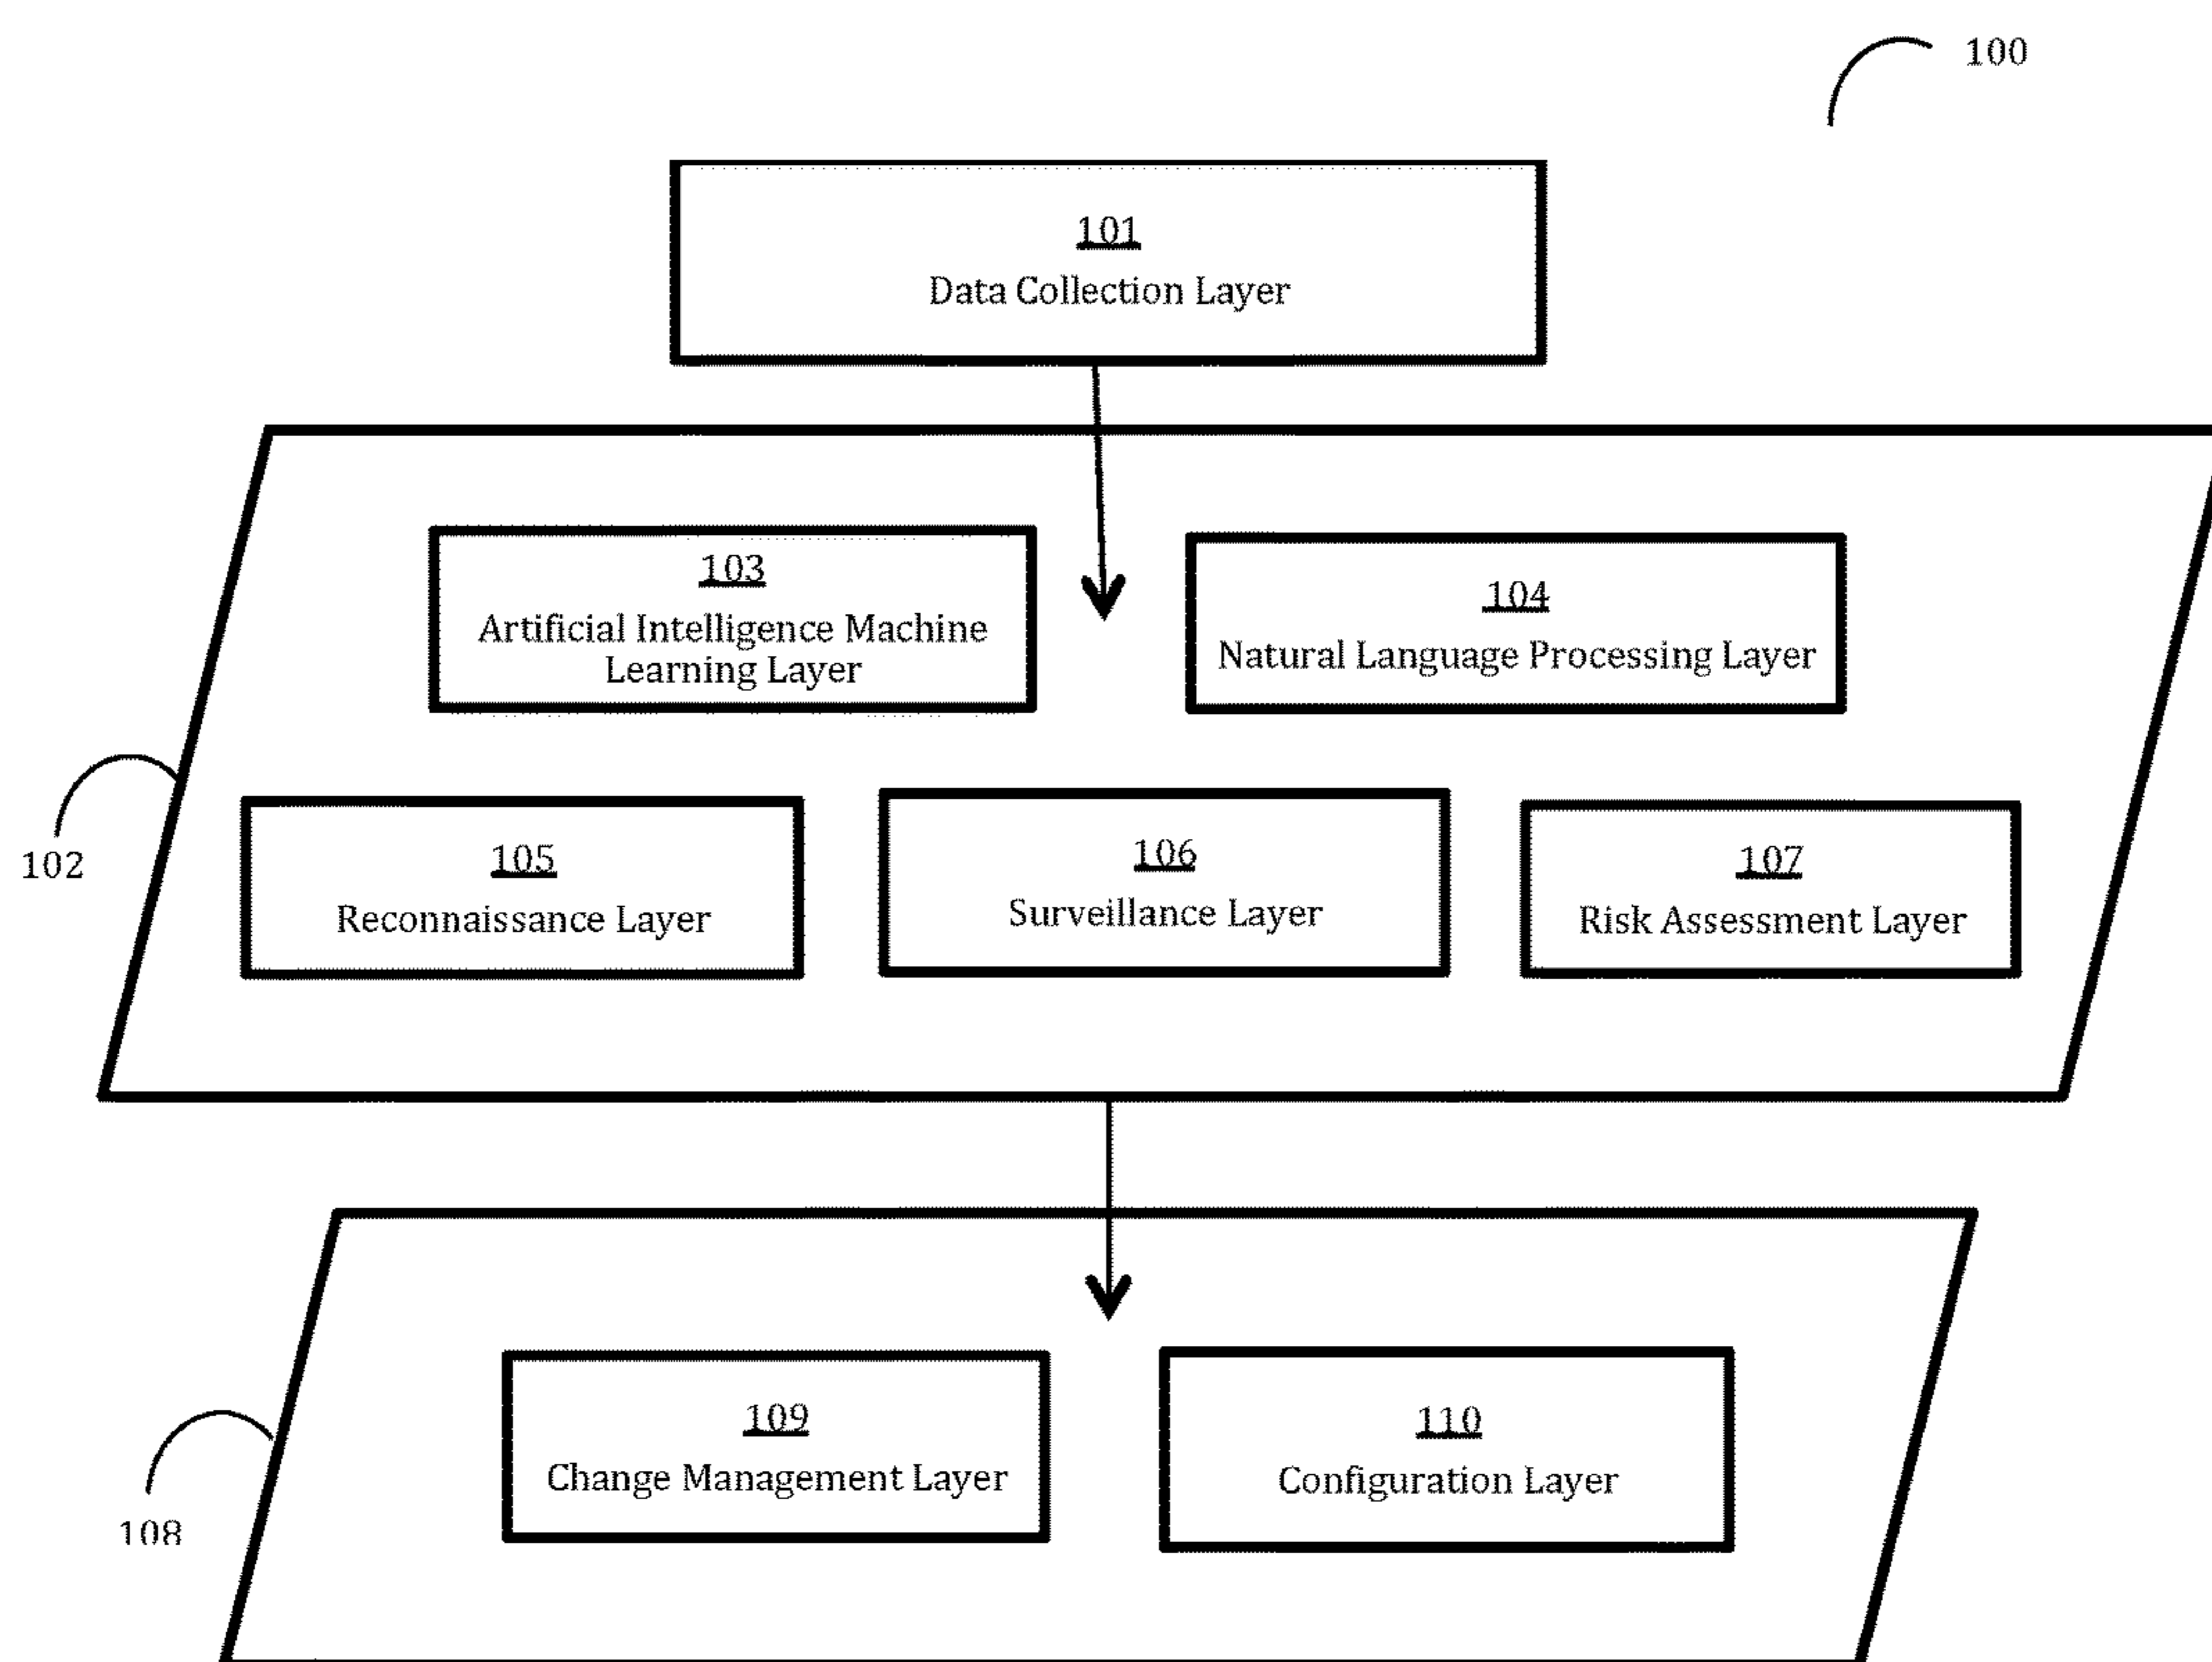 100
101
Data Collection Layer
103
Artificial Intelligence Machine
Learning Layer
104
Natural Language Processing Layer
102
105
Reconnaissance Layer
106
Surveillance Layer
107
Risk Assessment Layer
108
109
Change Management Layer
110
Configuration Layer